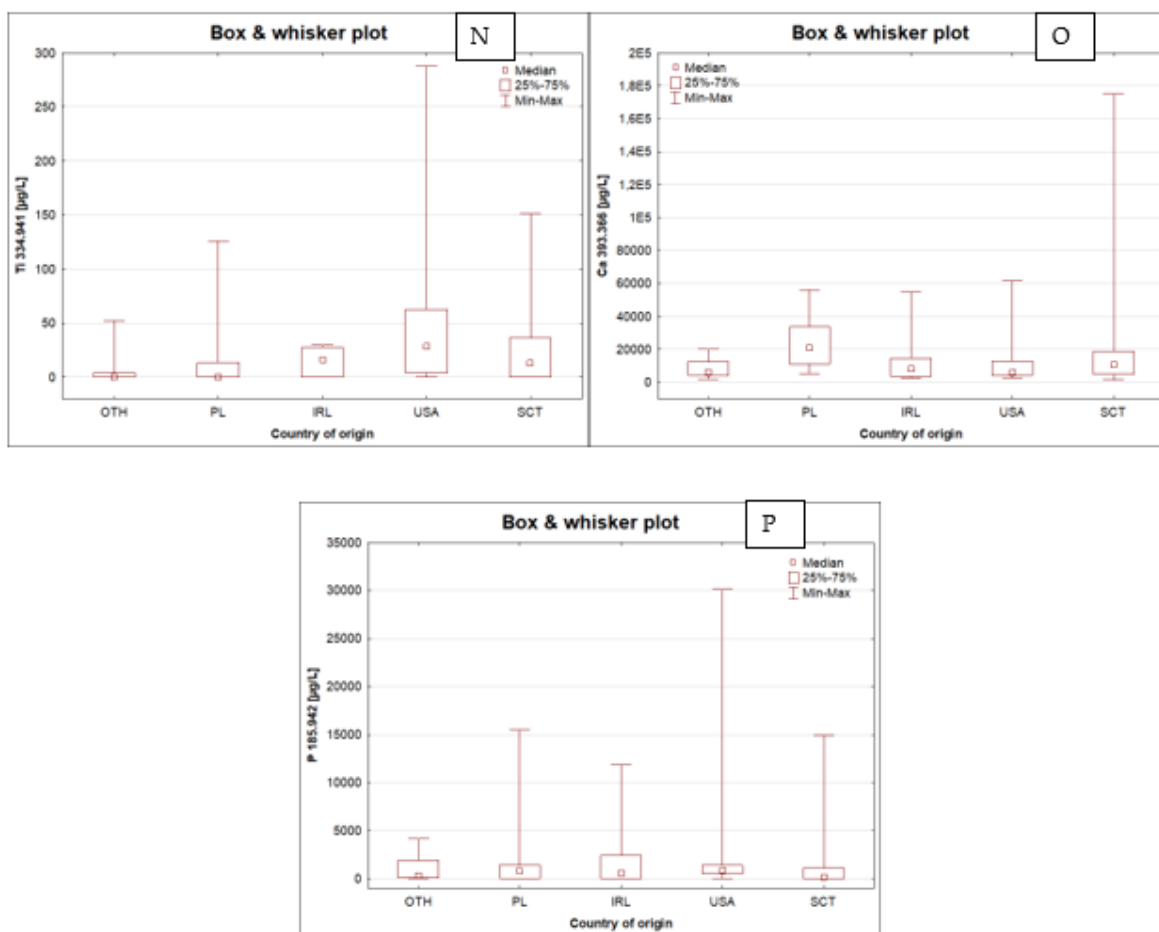 Box & whisker plot
N
Median
25%-75%
Min-Max
300
250
200
150
100
50
0
Ti 334.941 [µg/L]
OTH PL IRL USA SCT
Country of origin
Box & whisker plot
O
Median
25%-75%
Min-Max
2E5
1,8E5
1,6E5
1,4E5
1,2E5
1E5
80000
60000
40000
20000
0
Ca 393.366 [µg/L]
OTH PL IRL USA SCT
Country of origin
Box & whisker plot
P
Median
25%-75%
Min-Max
35000
30000
25000
20000
15000
10000
5000
0
P 185.942 [µg/L]
OTH PL IRL USA SCT
Country of origin